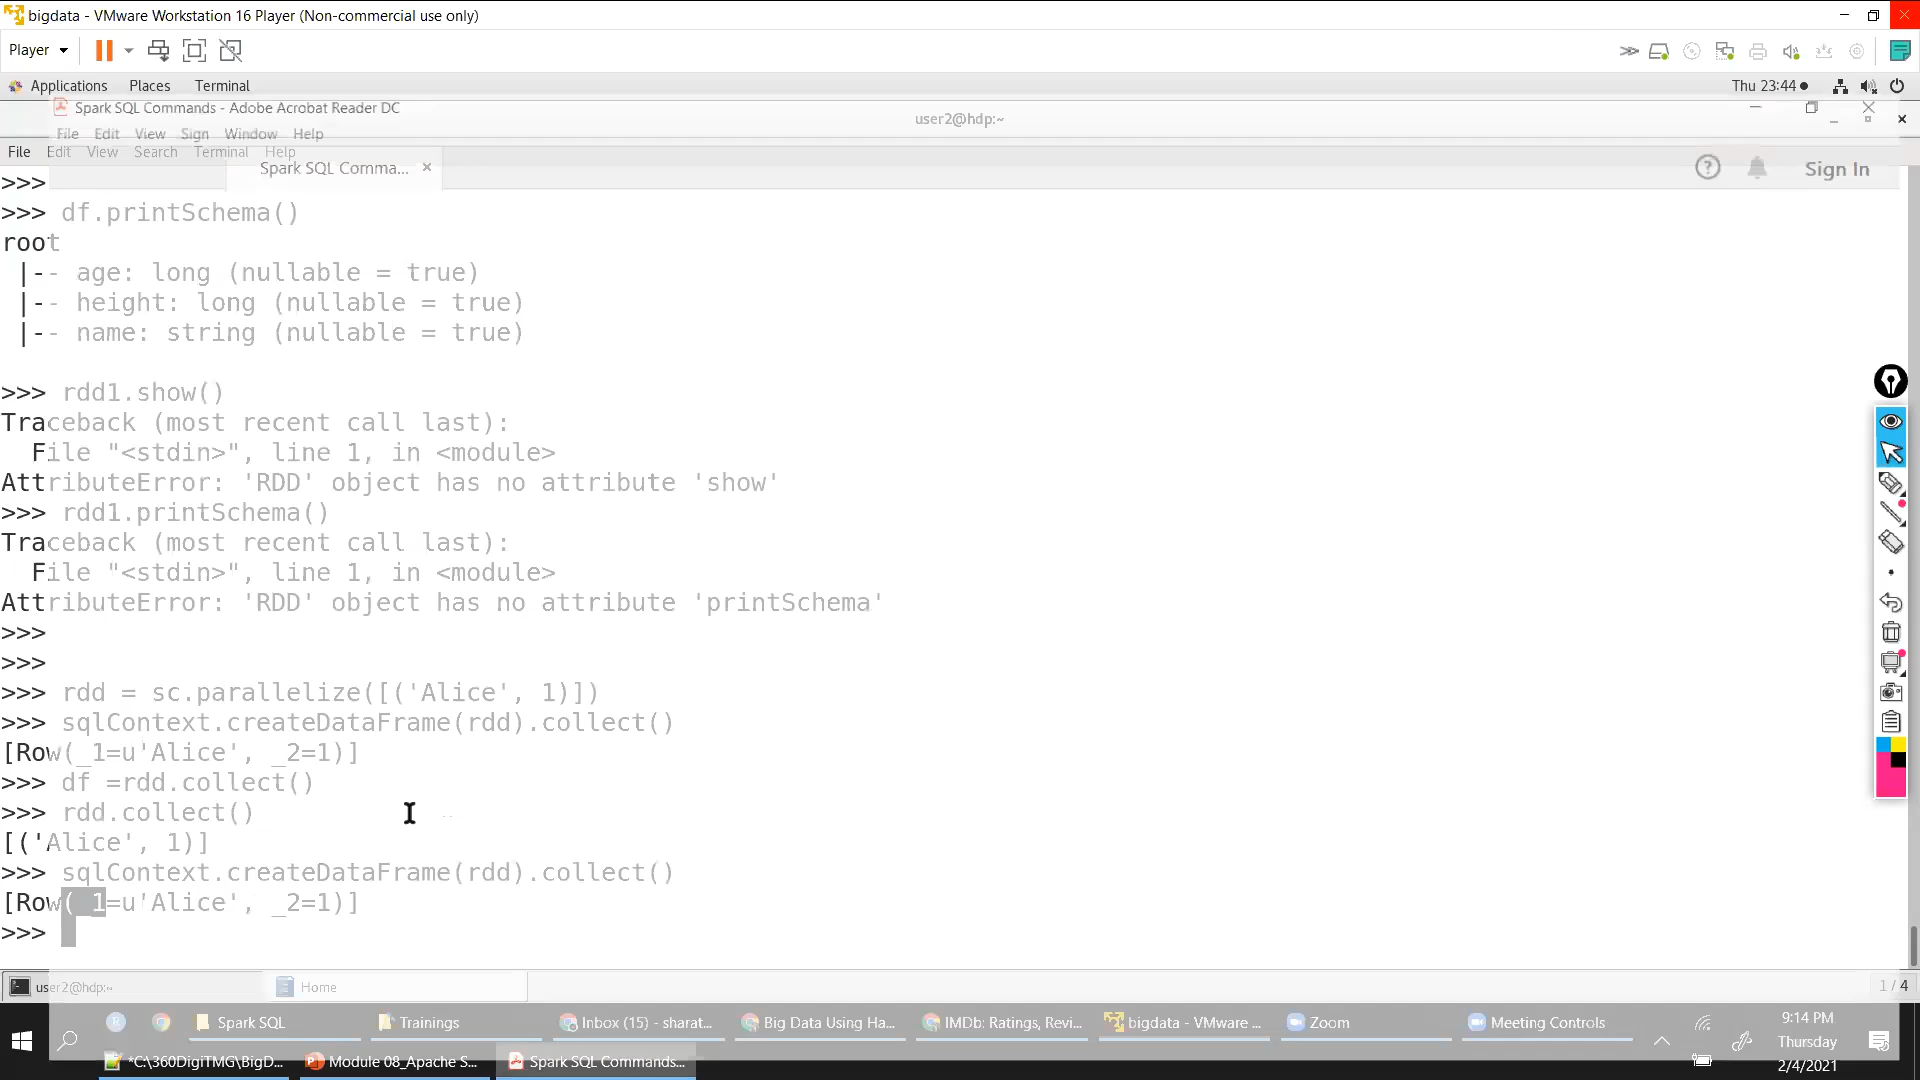 bigdata - VMware Workstation 16 Player (Non-commercial use only)
Player
Applications Places Terminal Thu 23:44
Spark SQL Commands - Adobe Acrobat Reader DC
user2@hdp:~
File Edit View Sign Window Help
File Edit View Search Terminal Help
Spark SQL Comma... × Sign In
>>>
>>> df.printSchema()
root
 |-- age: long (nullable = true)
 |-- height: long (nullable = true)
 |-- name: string (nullable = true)
>>> rdd1.show()
Traceback (most recent call last):
  File "<stdin>", line 1, in <module>
AttributeError: 'RDD' object has no attribute 'show'
>>> rdd1.printSchema()
Traceback (most recent call last):
  File "<stdin>", line 1, in <module>
AttributeError: 'RDD' object has no attribute 'printSchema'
>>>
>>>
>>> rdd = sc.parallelize([('Alice', 1)])
>>> sqlContext.createDataFrame(rdd).collect()
[Row(_1=u'Alice', _2=1)]
>>> df =rdd.collect()
>>> rdd.collect()
[('Alice', 1)]
>>> sqlContext.createDataFrame(rdd).collect()
[Row(_1=u'Alice', _2=1)]
>>>
user2@hdp:~ Home 1 / 4
Spark SQL Trainings Inbox (15) - sharat... Big Data Using Ha... IMDb: Ratings, Revi... bigdata - VMware ... Zoom Meeting Controls 9:14 PM
Thursday
*C:\360DigiTMG\BigD... Module 08_Apache S... Spark SQL Commands... 2/4/2021